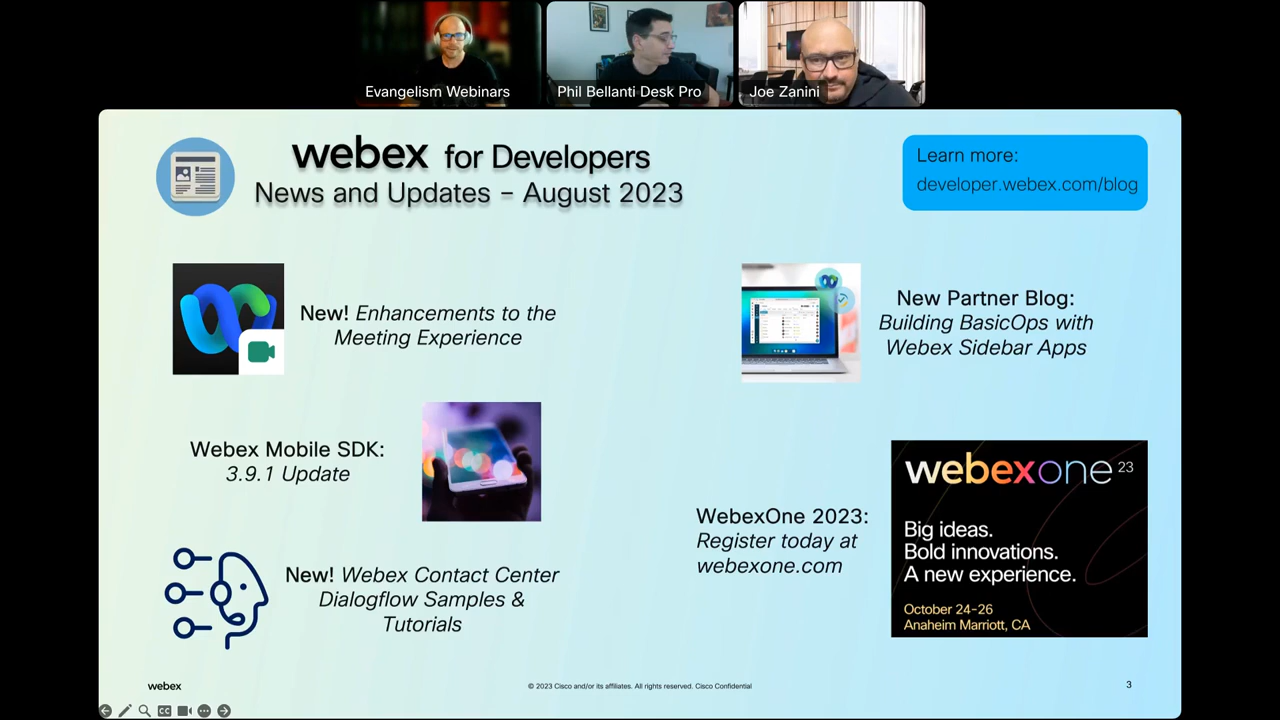 Evangelism Webinars
Phil Bellanti Desk Pro
Joe Zanini
webex for Developers
News and Updates – August 2023
Learn more:
developer.webex.com/blog
New! Enhancements to the
Meeting Experience
New Partner Blog:
Building BasicOps with
Webex Sidebar Apps
Webex Mobile SDK:
3.9.1 Update
New! Webex Contact Center
Dialogflow Samples &
Tutorials
WebexOne 2023:
Register today at
webexone.com
webexone 23
Big ideas.
Bold innovations.
A new experience.
October 24-26
Anaheim Marriott, CA
webex
© 2023 Cisco and/or its affiliates. All rights reserved. Cisco Confidential
3
CC